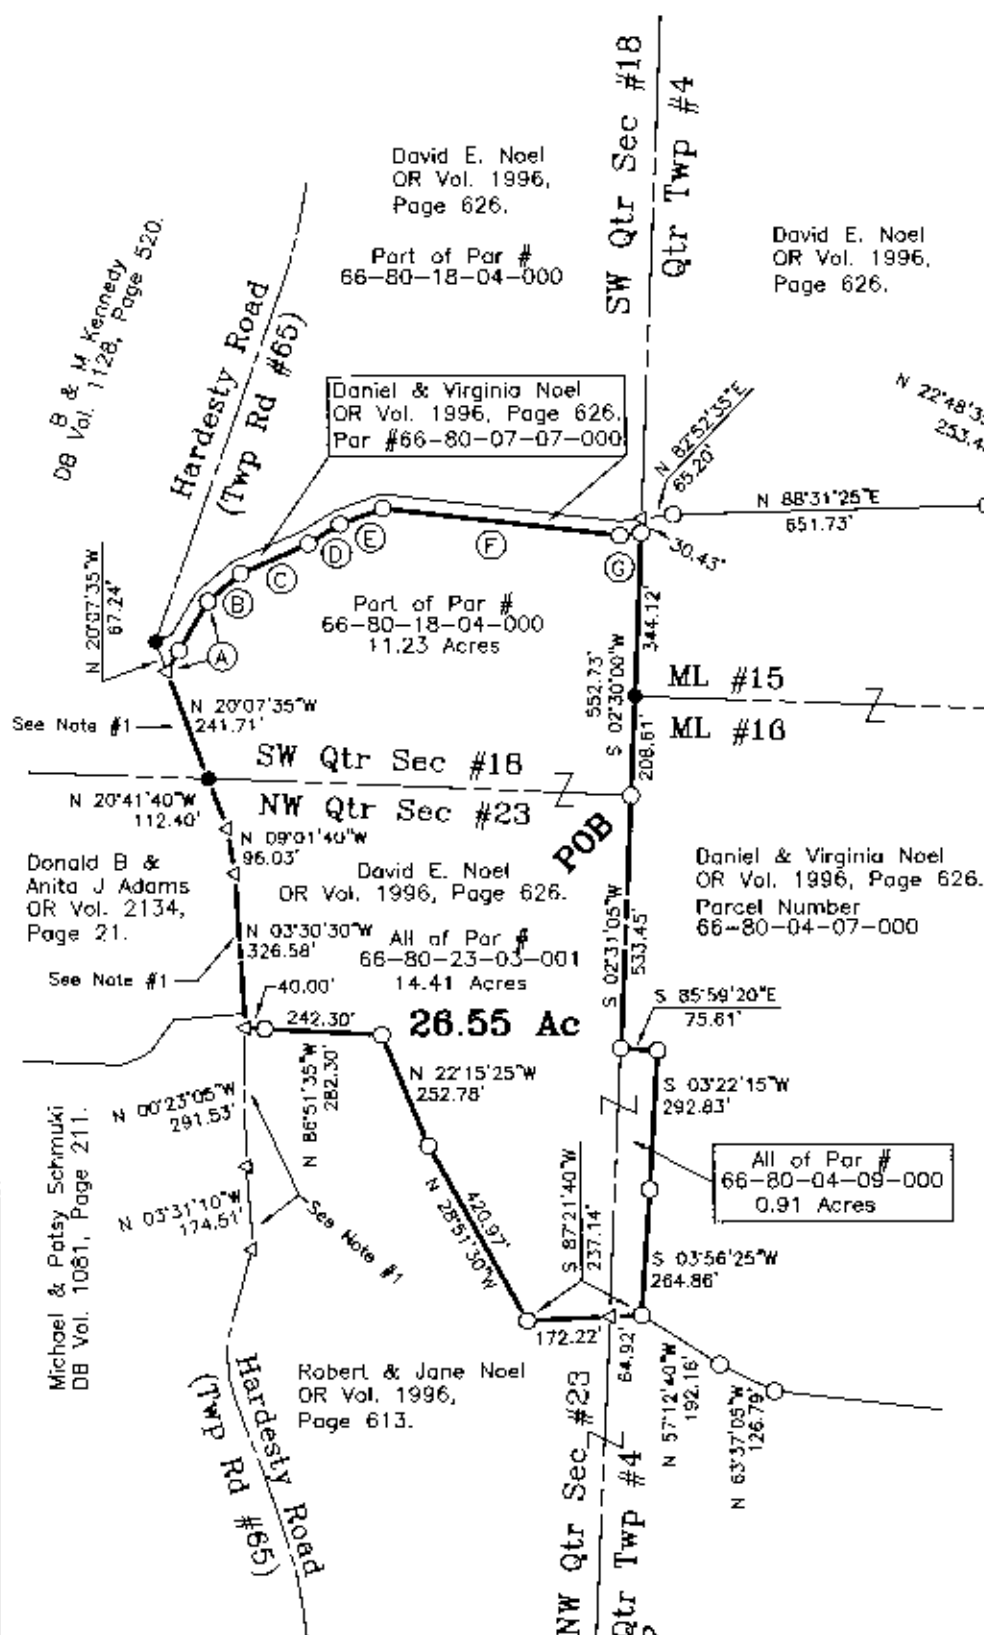 SW Qtr Sec #18
Qtr Twp #4
David E. Noel
OR Vol. 1996,
Page 626.
Part of Par #
66-80-18-04-000
David E. Noel
OR Vol. 1996,
Page 626.
B & M Kennedy
DB Vol. 1128, Page 520.
Hardesty Road
(Twp Rd #65)
Daniel & Virginia Noel
OR Vol. 1996, Page 626.
Par #66-80-07-07-000
N 82°52'35"E
65.20'
N 22°48'3
253.4
N 88°31'25"E
651.73'
30.43'
A
B
C
D
E
F
G
N 20°07'35"W
67.24'
Part of Par #
66-80-18-04-000
11.23 Acres
344.12'
552.73'
S 02°30'00"W
208.61'
ML #15
ML #16
N 20°07'35"W
241.71'
See Note #1
SW Qtr Sec #18
NW Qtr Sec #23
POB
N 20°41'40"W
112.40'
N 09°01'40"W
96.03'
Donald B &
Anita J Adams
OR Vol. 2134,
Page 21.
David E. Noel
OR Vol. 1996, Page 626.
Daniel & Virginia Noel
OR Vol. 1996, Page 626.
Parcel Number
66-80-04-07-000
N 03°30'30"W
326.58'
See Note #1
All of Par #
66-80-23-03-001
14.41 Acres
S 02°31'05"W
533.45'
40.00'
242.30'
26.55 Ac
S 85°59'20"E
75.61'
N 86°51'35"W
282.30'
N 22°15'25"W
252.78'
S 03°22'15"W
292.83'
N 00°23'05"W
291.53'
Michael & Patsy Schmuki
DB Vol. 1081, Page 211.
All of Par #
66-80-04-09-000
0.91 Acres
N 03°31'10"W
174.51'
See Note #1
420.97'
N 28°51'30"W
S 87°21'40"W
237.14'
S 03°56'25"W
264.86'
172.22'
64.92'
N 57°12'40"W
192.16'
N 63°37'05"W
126.79'
Robert & Jane Noel
OR Vol. 1996,
Page 613.
Hardesty Road
(Twp Rd #65)
NW Qtr Sec #23
Qtr Twp #4